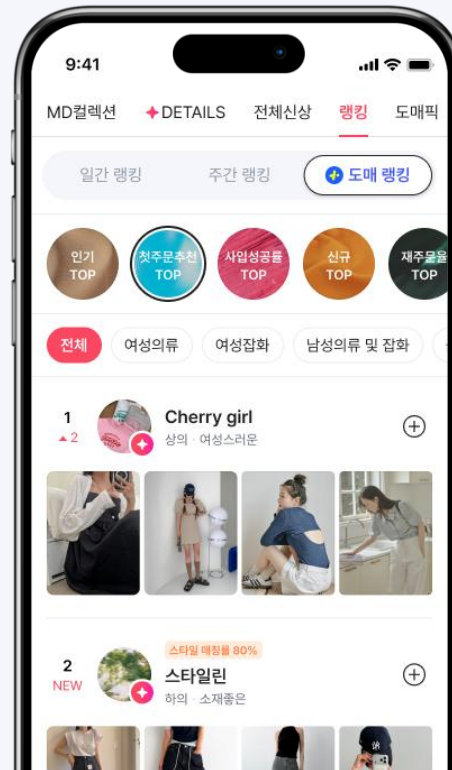 9:41
MD컬렉션 DETAILS 전체신상 랭킹 도매픽
일간 랭킹 주간 랭킹 도매 랭킹
인기 TOP
첫주문추천 TOP
사입성공률 TOP
신규 TOP
재주문율 TOP
전체 여성의류 여성잡화 남성의류 및 잡화
1 Cherry girl
2 상의 · 여성스러운
스타일 매칭률 80%
2 스타일린
NEW 하의 · 소재좋은